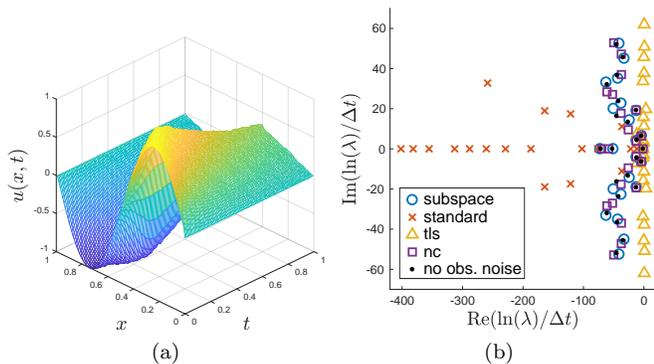 1
0.5
0
-0.5
-1
u(x, t)
1
0.8
0.6
0.4
0.2
0
x
0
0.2
0.4
0.6
0.8
1
t
(a)
60
40
20
0
-20
-40
-60
Im(ln(λ)/Δt)
subspace
standard
tls
nc
no obs. noise
-400
-300
-200
-100
0
Re(ln(λ)/Δt)
(b)